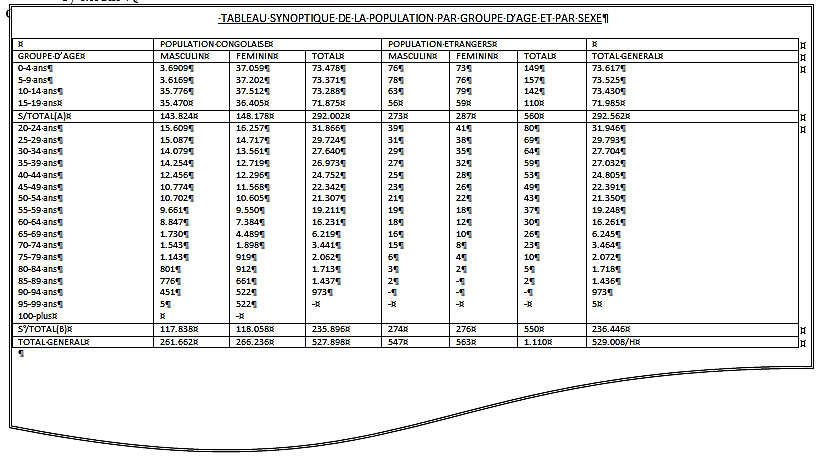 TABLEAU SYNOPTIQUE DE LA POPULATION PAR GROUPE D'AGE ET PAR SEXE
POPULATION CONGOLAISE POPULATION ETRANGERS
GROUPE D'AGE MASCULIN FEMININ TOTAL MASCULIN FEMININ TOTAL TOTAL GENERAL
0-4 ans 3.6909 37.059 73.478 76 73 149 73.617
5-9 ans 3.6169 37.202 73.371 78 76 157 73.525
10-14 ans 35.776 37.512 73.288 63 79 142 73.430
15-19 ans 35.470 36.405 71.875 56 59 110 71.985
S/TOTAL(A) 143.824 148.178 292.002 273 287 560 292.562
20-24 ans 15.609 16.257 31.866 39 41 80 31.946
25-29 ans 15.087 14.717 29.724 31 38 69 29.793
30-34 ans 14.079 13.561 27.640 29 35 64 27.704
35-39 ans 14.254 12.719 26.973 27 32 59 27.032
40-44 ans 12.456 12.296 24.752 25 28 53 24.805
45-49 ans 10.774 11.568 22.342 23 26 49 22.391
50-54 ans 10.702 10.605 21.307 21 22 43 21.350
55-59 ans 9.661 9.550 19.211 19 18 37 19.248
60-64 ans 8.847 7.384 16.231 18 12 30 16.261
65-69 ans 1.730 4.489 6.219 16 10 26 6.245
70-74 ans 1.543 1.898 3.441 15 8 23 3.464
75-79 ans 1.143 919 2.062 6 4 10 2.072
80-84 ans 801 912 1.713 3 2 5 1.718
85-89 ans 776 661 1.437 2 - 2 1.436
90-94 ans 451 522 973 - - - 973
95-99 ans 5 522 - - - - 5
100-plus -
S°/TOTAL(B) 117.838 118.058 235.896 274 276 550 236.446
TOTAL GENERAL 261.662 266.236 527.898 547 563 1.110 529.008/H